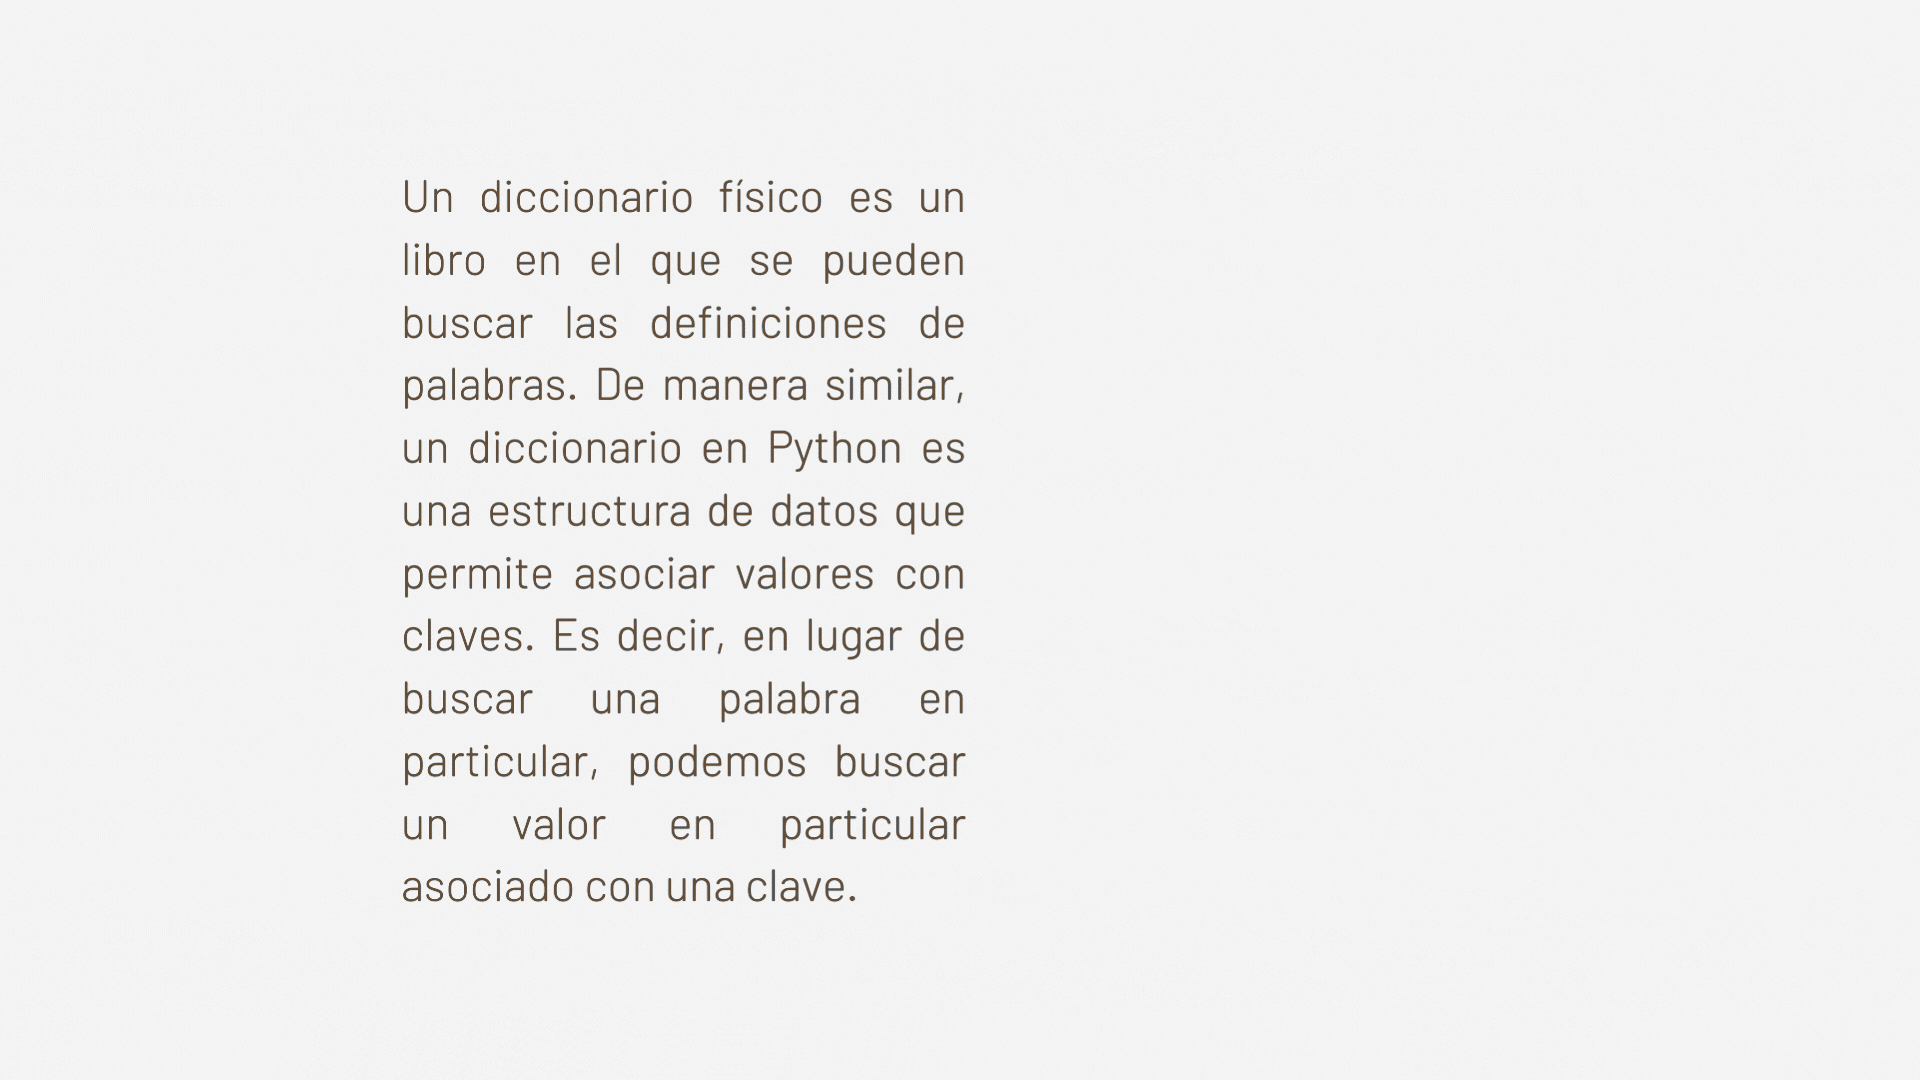 Un diccionario físico es un
libro en el que se pueden
buscar las definiciones de
palabras. De manera similar,
un diccionario en Python es
una estructura de datos que
permite asociar valores con
claves. Es decir, en lugar de
buscar una palabra en
particular, podemos buscar
un valor en particular
asociado con una clave.